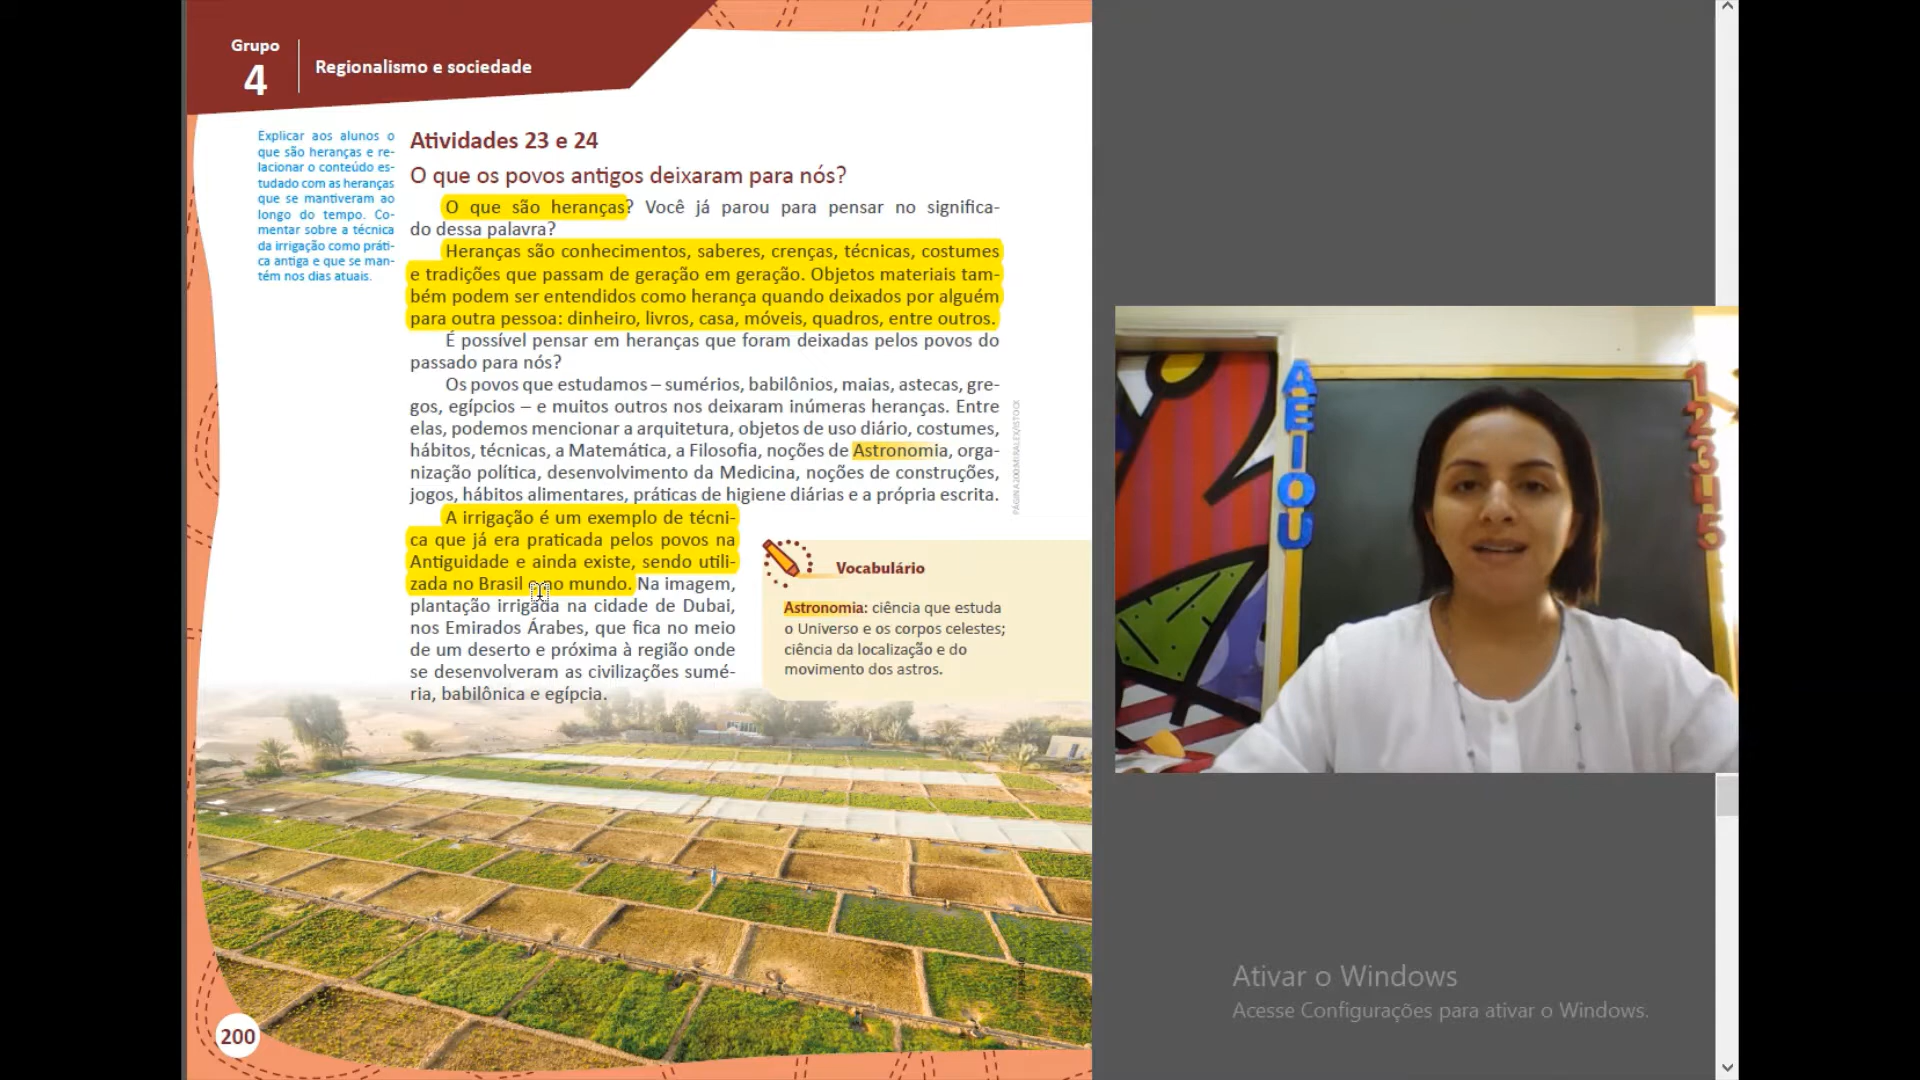 Grupo
4
Regionalismo e sociedade
Explicar aos alunos o
que são heranças e re-
lacionar o conteúdo es-
tudado com as heranças
que se mantiveram ao
longo do tempo. Co-
mentar sobre a técnica
da irrigação como práti-
ca antiga e que se man-
tém nos dias atuais.
Atividades 23 e 24
O que os povos antigos deixaram para nós?
O que são heranças? Você já parou para pensar no significa-
do dessa palavra?
Heranças são conhecimentos, saberes, crenças, técnicas, costumes
e tradições que passam de geração em geração. Objetos materiais tam-
bém podem ser entendidos como herança quando deixados por alguém
para outra pessoa: dinheiro, livros, casa, móveis, quadros, entre outros.
É possível pensar em heranças que foram deixadas pelos povos do
passado para nós?
Os povos que estudamos – sumérios, babilônios, maias, astecas, gre-
gos, egípcios – e muitos outros nos deixaram inúmeras heranças. Entre
elas, podemos mencionar a arquitetura, objetos de uso diário, costumes,
hábitos, técnicas, a Matemática, a Filosofia, noções de Astronomia, orga-
nização política, desenvolvimento da Medicina, noções de construções,
jogos, hábitos alimentares, práticas de higiene diárias e a própria escrita.
A irrigação é um exemplo de técni-
ca que já era praticada pelos povos na
Antiguidade e ainda existe, sendo utili-
zada no Brasil e no mundo. Na imagem,
plantação irrigada na cidade de Dubai,
nos Emirados Árabes, que fica no meio
de um deserto e próxima à região onde
se desenvolveram as civilizações sumé-
ria, babilônica e egípcia.
Vocabulário
Astronomia: ciência que estuda
o Universo e os corpos celestes;
ciência da localização e do
movimento dos astros.
200
A
E
I
O
U
1
2
3
4
5
Ativar o Windows
Acesse Configurações para ativar o Windows.